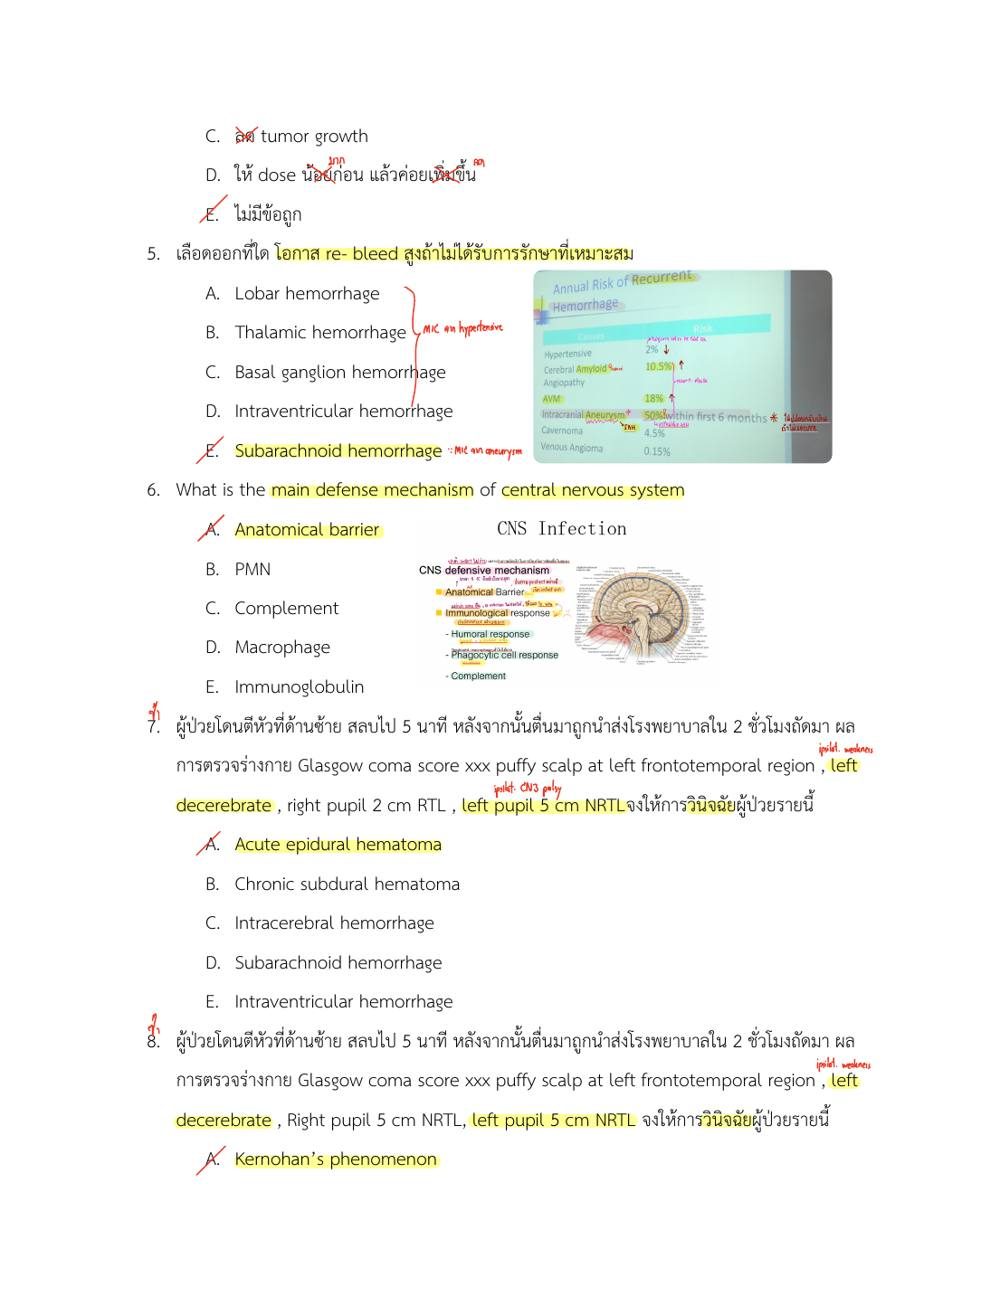 C. ลด tumor growth
มาก ลด
D. ให้ dose น้อยก่อน แล้วค่อยเพิ่มขึ้น
E. ไม่มีข้อถูก
5. เลือดออกที่ใด โอกาส re- bleed สูงถ้าไม่ได้รับการรักษาที่เหมาะสม
A. Lobar hemorrhage
B. Thalamic hemorrhage
C. Basal ganglion hemorrhage
D. Intraventricular hemorrhage
MIC จาก hypertensive
E. Subarachnoid hemorrhage ∵ MIC จาก aneurysm
Annual Risk of Recurrent
Hemorrhage
Causes Risk
Hypertensive 2% ↓
Cerebral Amyloid 10.5% ↑
Angiopathy
AVM 18% ↑
Intracranial Aneurysm 50% within first 6 months *
SAH
Cavernoma 4.5%
Venous Angioma 0.15%
6. What is the main defense mechanism of central nervous system
A. Anatomical barrier
B. PMN
C. Complement
D. Macrophage
E. Immunoglobulin
CNS Infection
CNS defensive mechanism
Anatomical Barrier
Immunological response
- Humoral response
- Phagocytic cell response
- Complement
ซ้ำ
7. ผู้ป่วยโดนตีหัวที่ด้านซ้าย สลบไป 5 นาที หลังจากนั้นตื่นมาถูกนำส่งโรงพยาบาลใน 2 ชั่วโมงถัดมา ผล
ipsilat. weakness
การตรวจร่างกาย Glasgow coma score xxx puffy scalp at left frontotemporal region , left
ipsilat. CN3 palsy
decerebrate , right pupil 2 cm RTL , left pupil 5 cm NRTLจงให้การวินิจฉัยผู้ป่วยรายนี้
A. Acute epidural hematoma
B. Chronic subdural hematoma
C. Intracerebral hemorrhage
D. Subarachnoid hemorrhage
E. Intraventricular hemorrhage
ซ้ำ
8. ผู้ป่วยโดนตีหัวที่ด้านซ้าย สลบไป 5 นาที หลังจากนั้นตื่นมาถูกนำส่งโรงพยาบาลใน 2 ชั่วโมงถัดมา ผล
ipsilat. weakness
การตรวจร่างกาย Glasgow coma score xxx puffy scalp at left frontotemporal region , left
decerebrate , Right pupil 5 cm NRTL, left pupil 5 cm NRTL จงให้การวินิจฉัยผู้ป่วยรายนี้
A. Kernohan's phenomenon